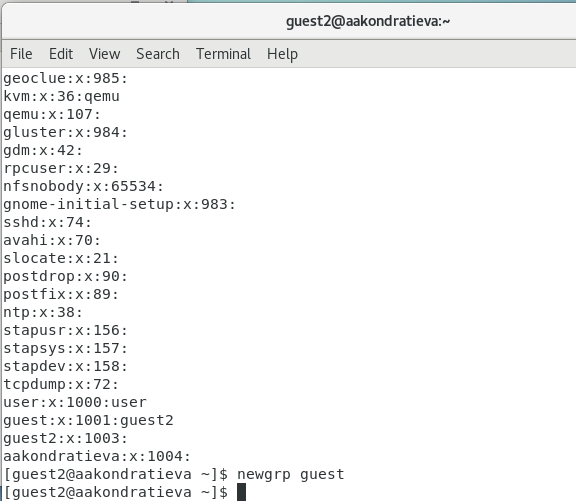 guest2@aakondratieva:~
File Edit View Search Terminal Help
geoclue:x:985:
kvm:x:36:qemu
qemu:x:107:
gluster:x:984:
gdm:x:42:
rpcuser:x:29:
nfsnobody:x:65534:
gnome-initial-setup:x:983:
sshd:x:74:
avahi:x:70:
slocate:x:21:
postdrop:x:90:
postfix:x:89:
ntp:x:38:
stapusr:x:156:
stapsys:x:157:
stapdev:x:158:
tcpdump:x:72:
user:x:1000:user
guest:x:1001:guest2
guest2:x:1003:
aakondratieva:x:1004:
[guest2@aakondratieva ~]$ newgrp guest
[guest2@aakondratieva ~]$